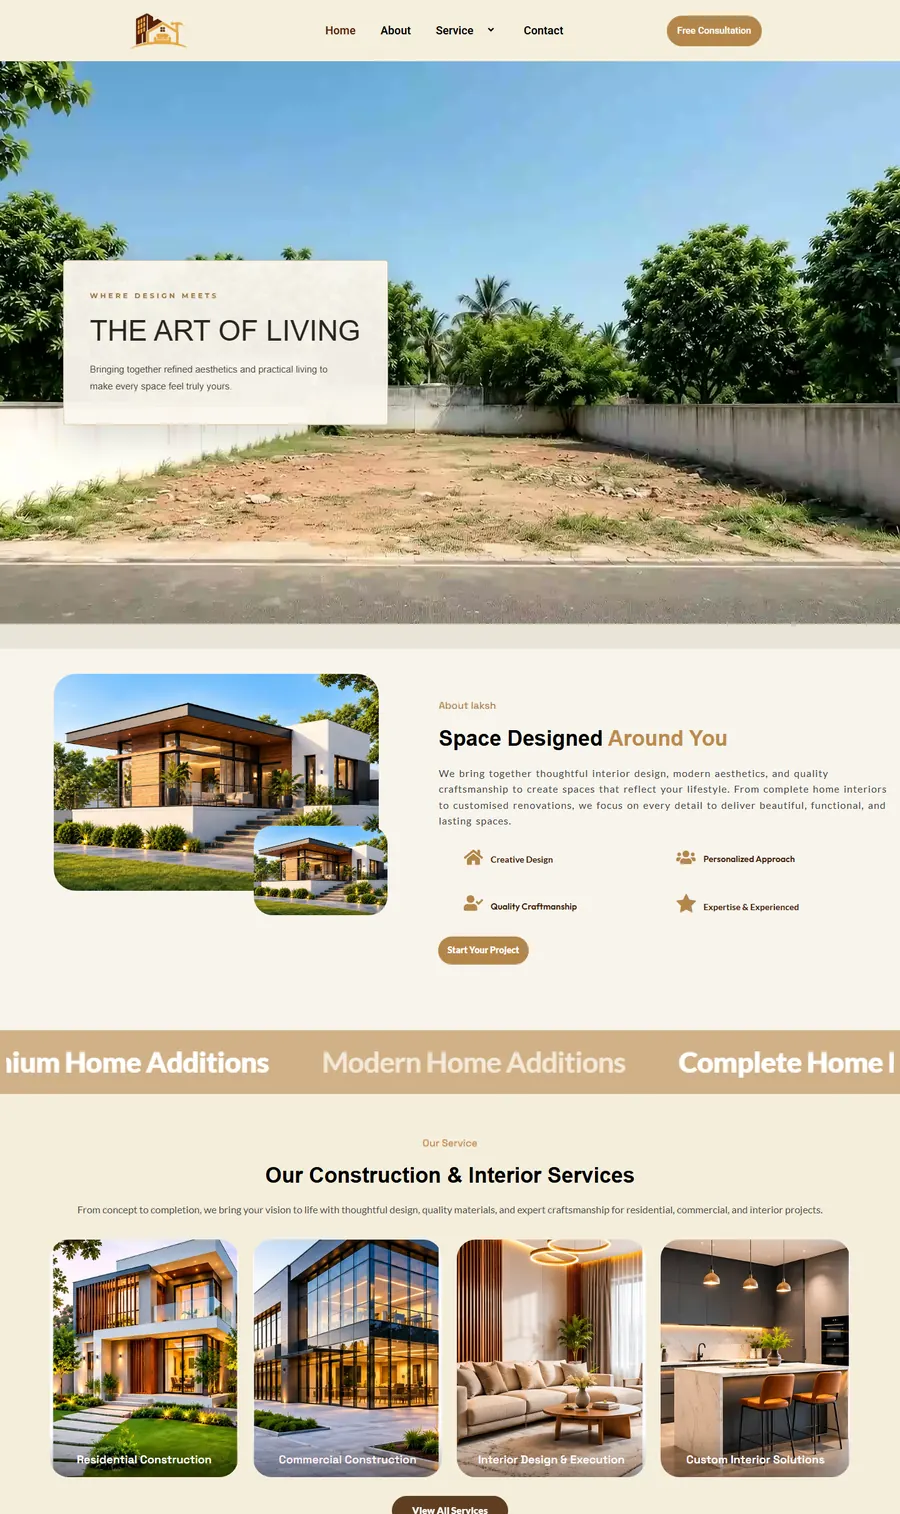 Home
About
Service
Contact
Free Consultation
WHERE DESIGN MEETS
THE ART OF LIVING
Bringing together refined aesthetics and practical living to
make every space feel truly yours.
About laksh
Space Designed Around You
We bring together thoughtful interior design, modern aesthetics, and quality
craftsmanship to create spaces that reflect your lifestyle. From complete home interiors
to customised renovations, we focus on every detail to deliver beautiful, functional, and
lasting spaces.
Creative Design
Personalized Approach
Quality Craftmanship
Expertise & Experienced
Start Your Project
Home Additions
Modern Home Additions
Complete Home
Our Service
Our Construction & Interior Services
From concept to completion, we bring your vision to life with thoughtful design, quality materials, and expert craftsmanship for residential, commercial, and interior projects.
Residential Construction
Commercial Construction
Interior Design & Execution
Custom Interior Solutions
View All Services